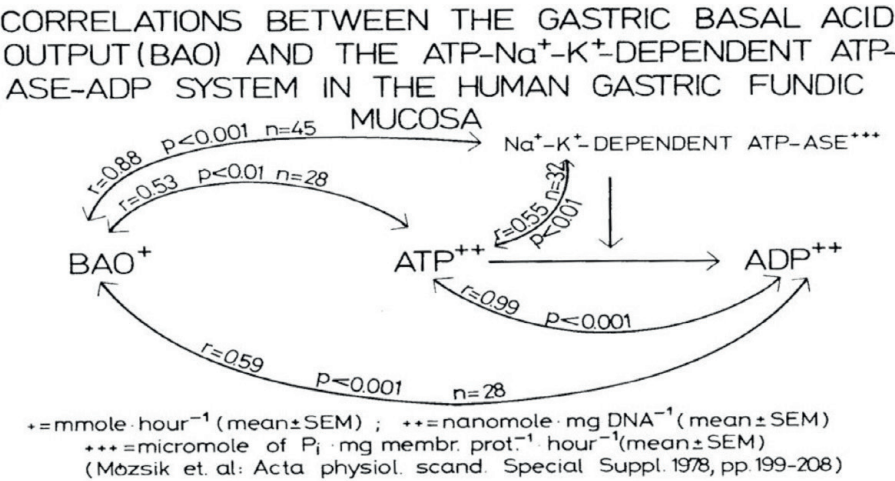 CORRELATIONS BETWEEN THE GASTRIC BASAL ACID
OUTPUT (BAO) AND THE ATP-Na⁺-K⁺-DEPENDENT ATP-
ASE-ADP SYSTEM IN THE HUMAN GASTRIC FUNDIC
MUCOSA
r=0.88 p<0.001 n=45
Na⁺-K⁺-DEPENDENT ATP-ASE⁺⁺⁺
r=0.53 p<0.01 n=28
r=0.55 n=32
p<0.01
BAO⁺ ATP⁺⁺ ADP⁺⁺
r=0.99 p<0.001
r=0.59 p<0.001 n=28
+=mmole·hour⁻¹ (mean±SEM) ; ++=nanomole·mg DNA⁻¹ (mean±SEM)
+++=micromole of Pᵢ·mg membr. prot.⁻¹·hour⁻¹(mean±SEM)
(Mózsik et. al: Acta physiol. scand. Special Suppl. 1978, pp. 199-208)